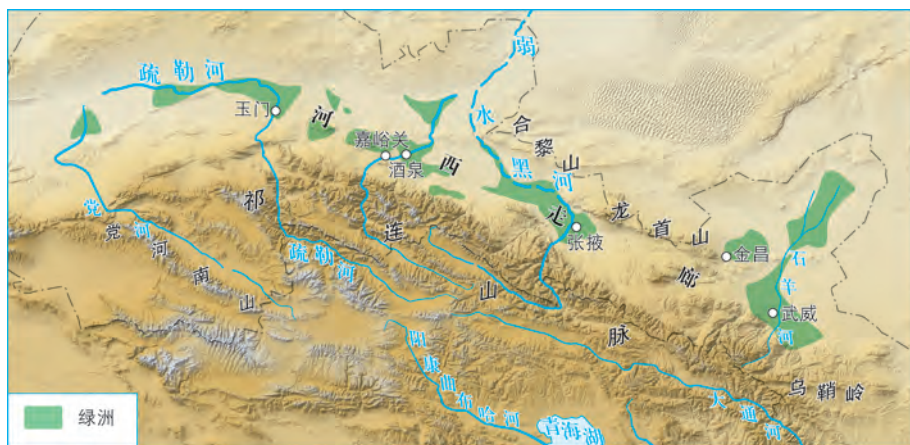 疏勒河
玉门
河西走廊
嘉峪关
酒泉
弱水
合黎山
黑河
张掖
龙首山
金昌
石羊河
武威
乌鞘岭
党河
党河南山
祁连山脉
疏勒河
阳康曲
布哈河
青海湖
大通河
绿洲